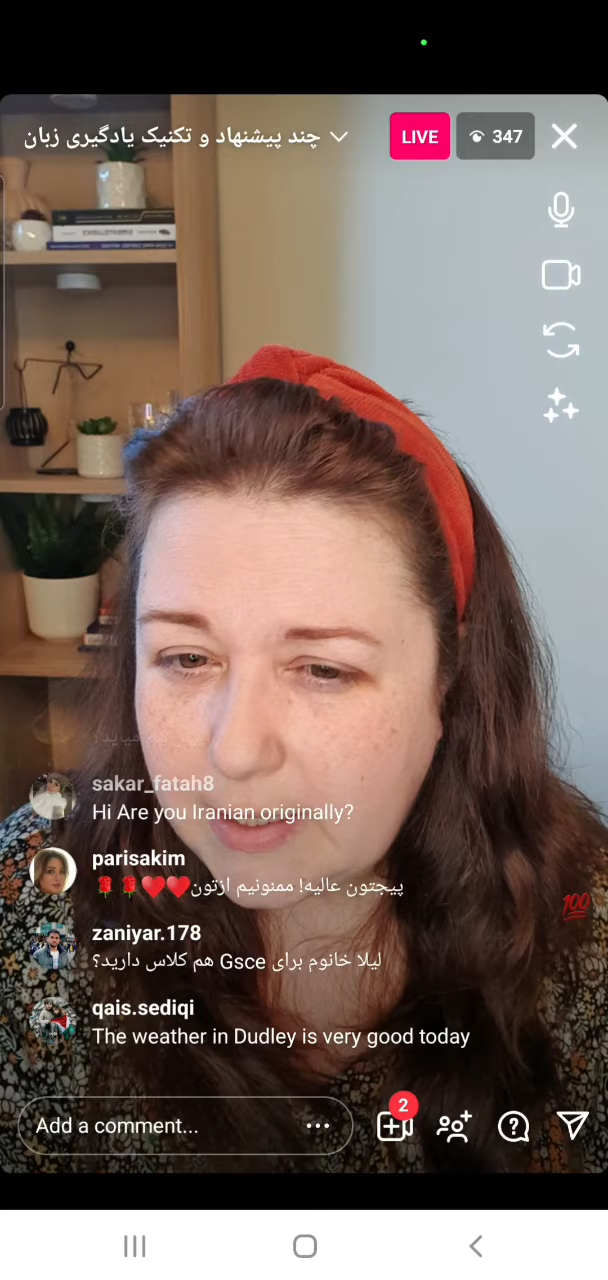 چند پیشنهاد و تکنیک یادگیری زبان
LIVE
347
sakar_fatah8
Hi Are you Iranian originally?
parisakim
پیجتون عالیه! ممنونیم ازتون❤️❤️🌹🌹
💯
zaniyar.178
لیلا خانوم برای Gsce هم کلاس دارید؟
qais.sediqi
The weather in Dudley is very good today
Add a comment...
2